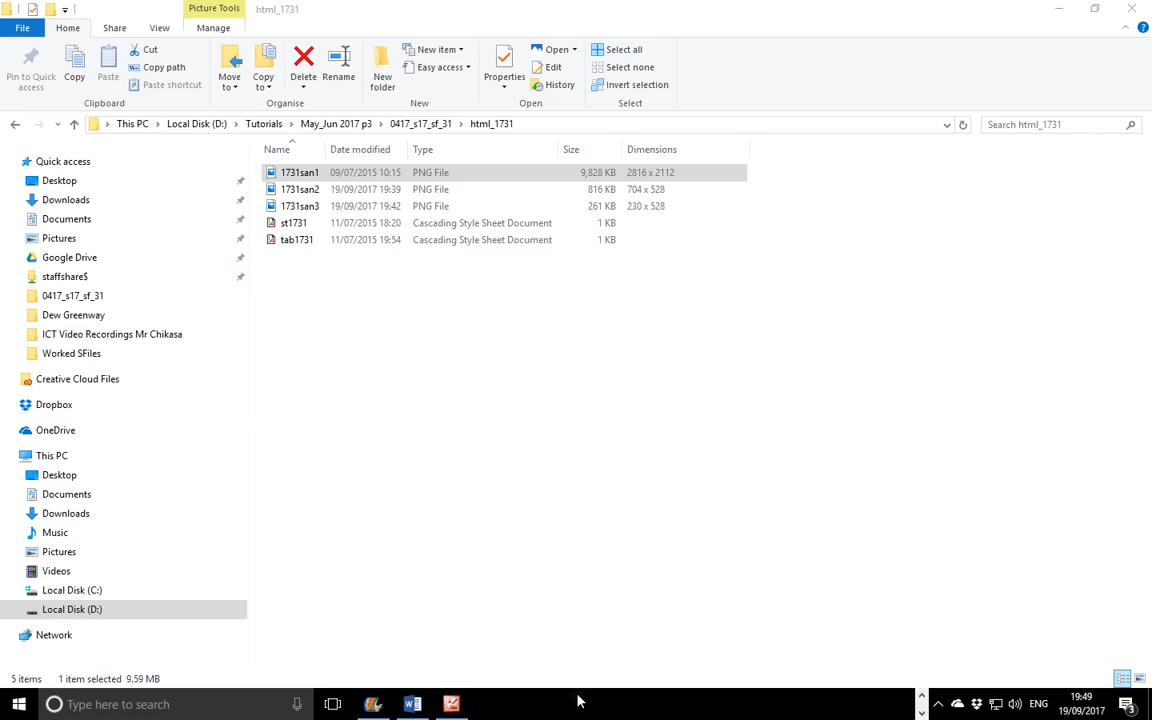 Picture Tools html_1731
File Home Share View Manage
Pin to Quick access
Copy
Paste
Cut
Copy path
Paste shortcut
Clipboard
Move to
Copy to
Delete
Rename
Organise
New folder
New item
Easy access
New
Properties
Open
Edit
History
Open
Select all
Select none
Invert selection
Select
This PC Local Disk (D:) Tutorials May_Jun 2017 p3 0417_s17_sf_31 html_1731
Search html_1731
Name Date modified Type Size Dimensions
1731san1 09/07/2015 10:15 PNG File 9,828 KB 2816 x 2112
1731san2 19/09/2017 19:39 PNG File 816 KB 704 x 528
1731san3 19/09/2017 19:42 PNG File 261 KB 230 x 528
st1731 11/07/2015 18:20 Cascading Style Sheet Document 1 KB
tab1731 11/07/2015 19:54 Cascading Style Sheet Document 1 KB
Quick access
Desktop
Downloads
Documents
Pictures
Google Drive
staffshare$
0417_s17_sf_31
Dew Greenway
ICT Video Recordings Mr Chikasa
Worked SFiles
Creative Cloud Files
Dropbox
OneDrive
This PC
Desktop
Documents
Downloads
Music
Pictures
Videos
Local Disk (C:)
Local Disk (D:)
Network
5 items 1 item selected 9.59 MB
Type here to search
ENG
19:49
19/09/2017
3